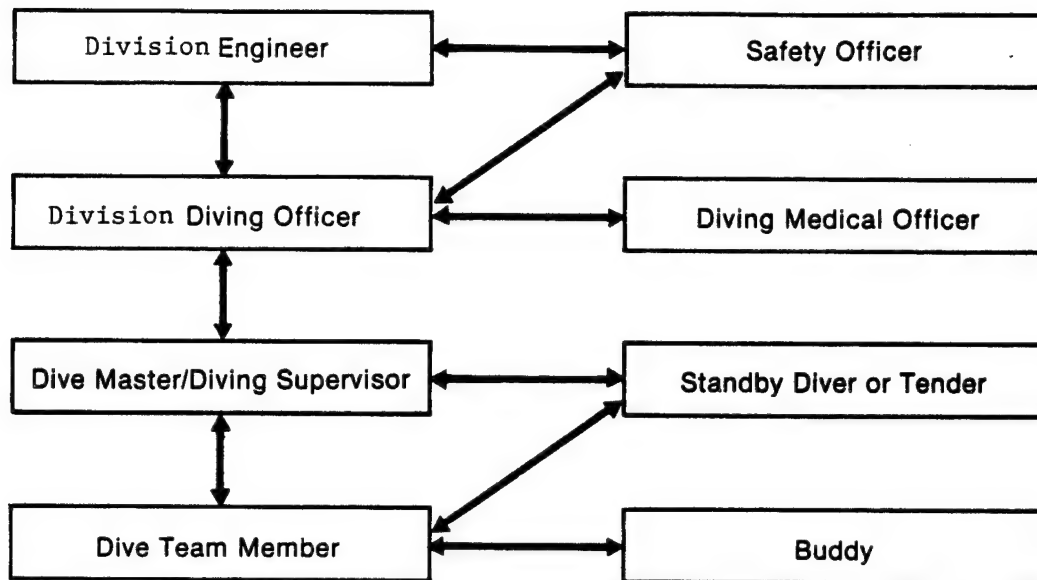 Division Engineer
Safety Officer
Division Diving Officer
Diving Medical Officer
Dive Master/Diving Supervisor
Standby Diver or Tender
Dive Team Member
Buddy